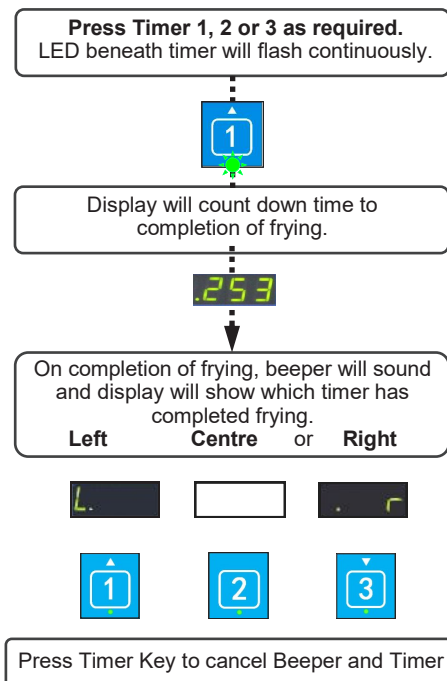 Press Timer 1, 2 or 3 as required.
LED beneath timer will flash continuously.
1
Display will count down time to
completion of frying.
.253
On completion of frying, beeper will sound
and display will show which timer has
completed frying.
Left Centre or Right
L. . r
1 2 3
Press Timer Key to cancel Beeper and Timer